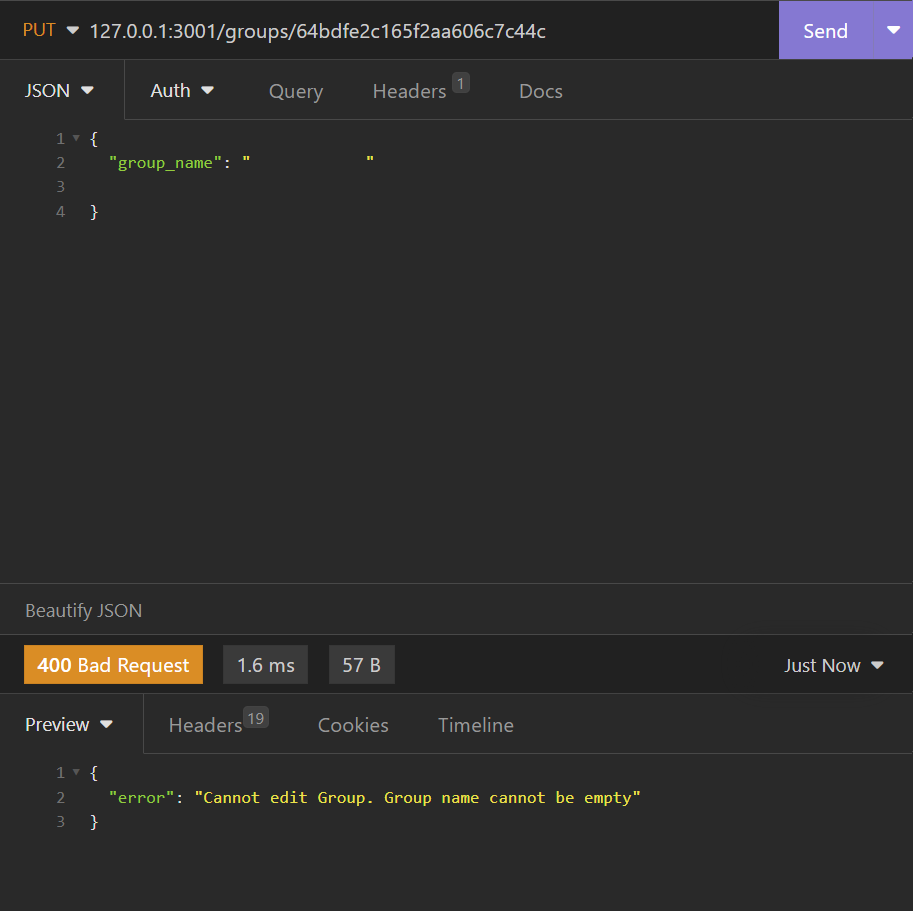 PUT 127.0.0.1:3001/groups/64bdfe2c165f2aa606c7c44c Send
JSON Auth Query Headers 1 Docs
1 {
2 "group_name": "            "
3
4 }
Beautify JSON
400 Bad Request 1.6 ms 57 B Just Now
Preview Headers 19 Cookies Timeline
1 {
2 "error": "Cannot edit Group. Group name cannot be empty"
3 }